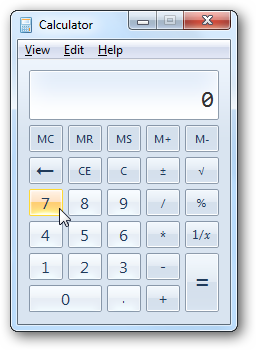 Calculator
View Edit Help
0
MC MR MS M+ M-
← CE C ± √
7 8 9 / %
4 5 6 * 1/x
1 2 3 - =
0 . +